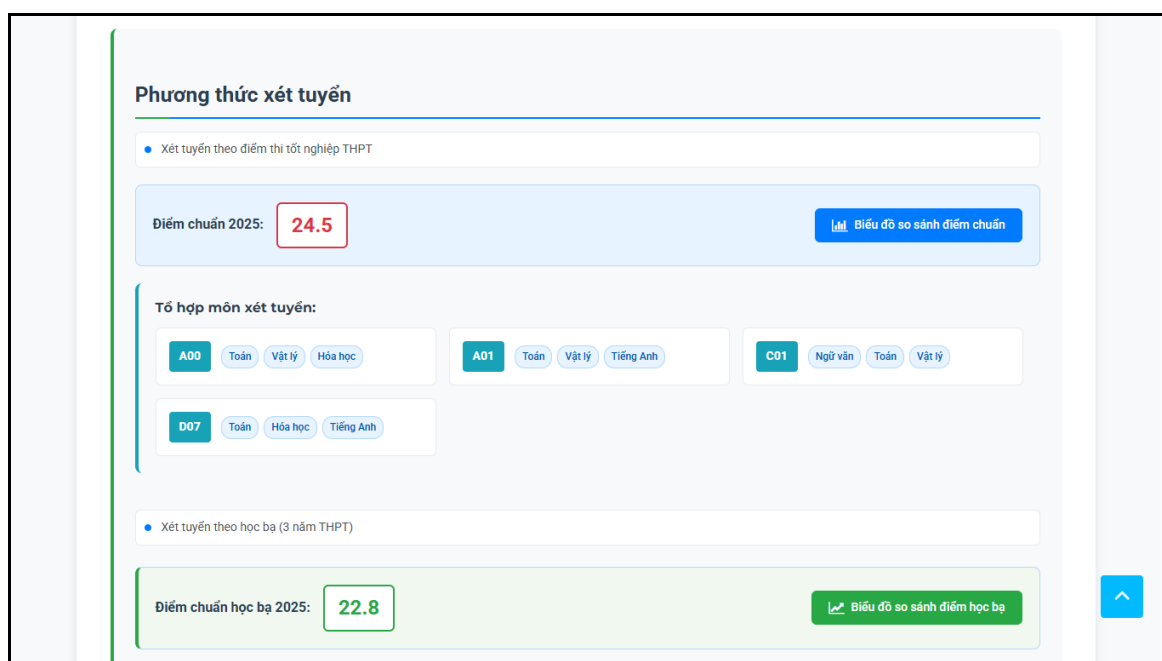 Phương thức xét tuyển
Xét tuyển theo điểm thi tốt nghiệp THPT
Điểm chuẩn 2025: 24.5 Biểu đồ so sánh điểm chuẩn
Tổ hợp môn xét tuyển:
A00 Toán Vật lý Hóa học A01 Toán Vật lý Tiếng Anh C01 Ngữ văn Toán Vật lý
D07 Toán Hóa học Tiếng Anh
Xét tuyển theo học bạ (3 năm THPT)
Điểm chuẩn học bạ 2025: 22.8 Biểu đồ so sánh điểm học bạ